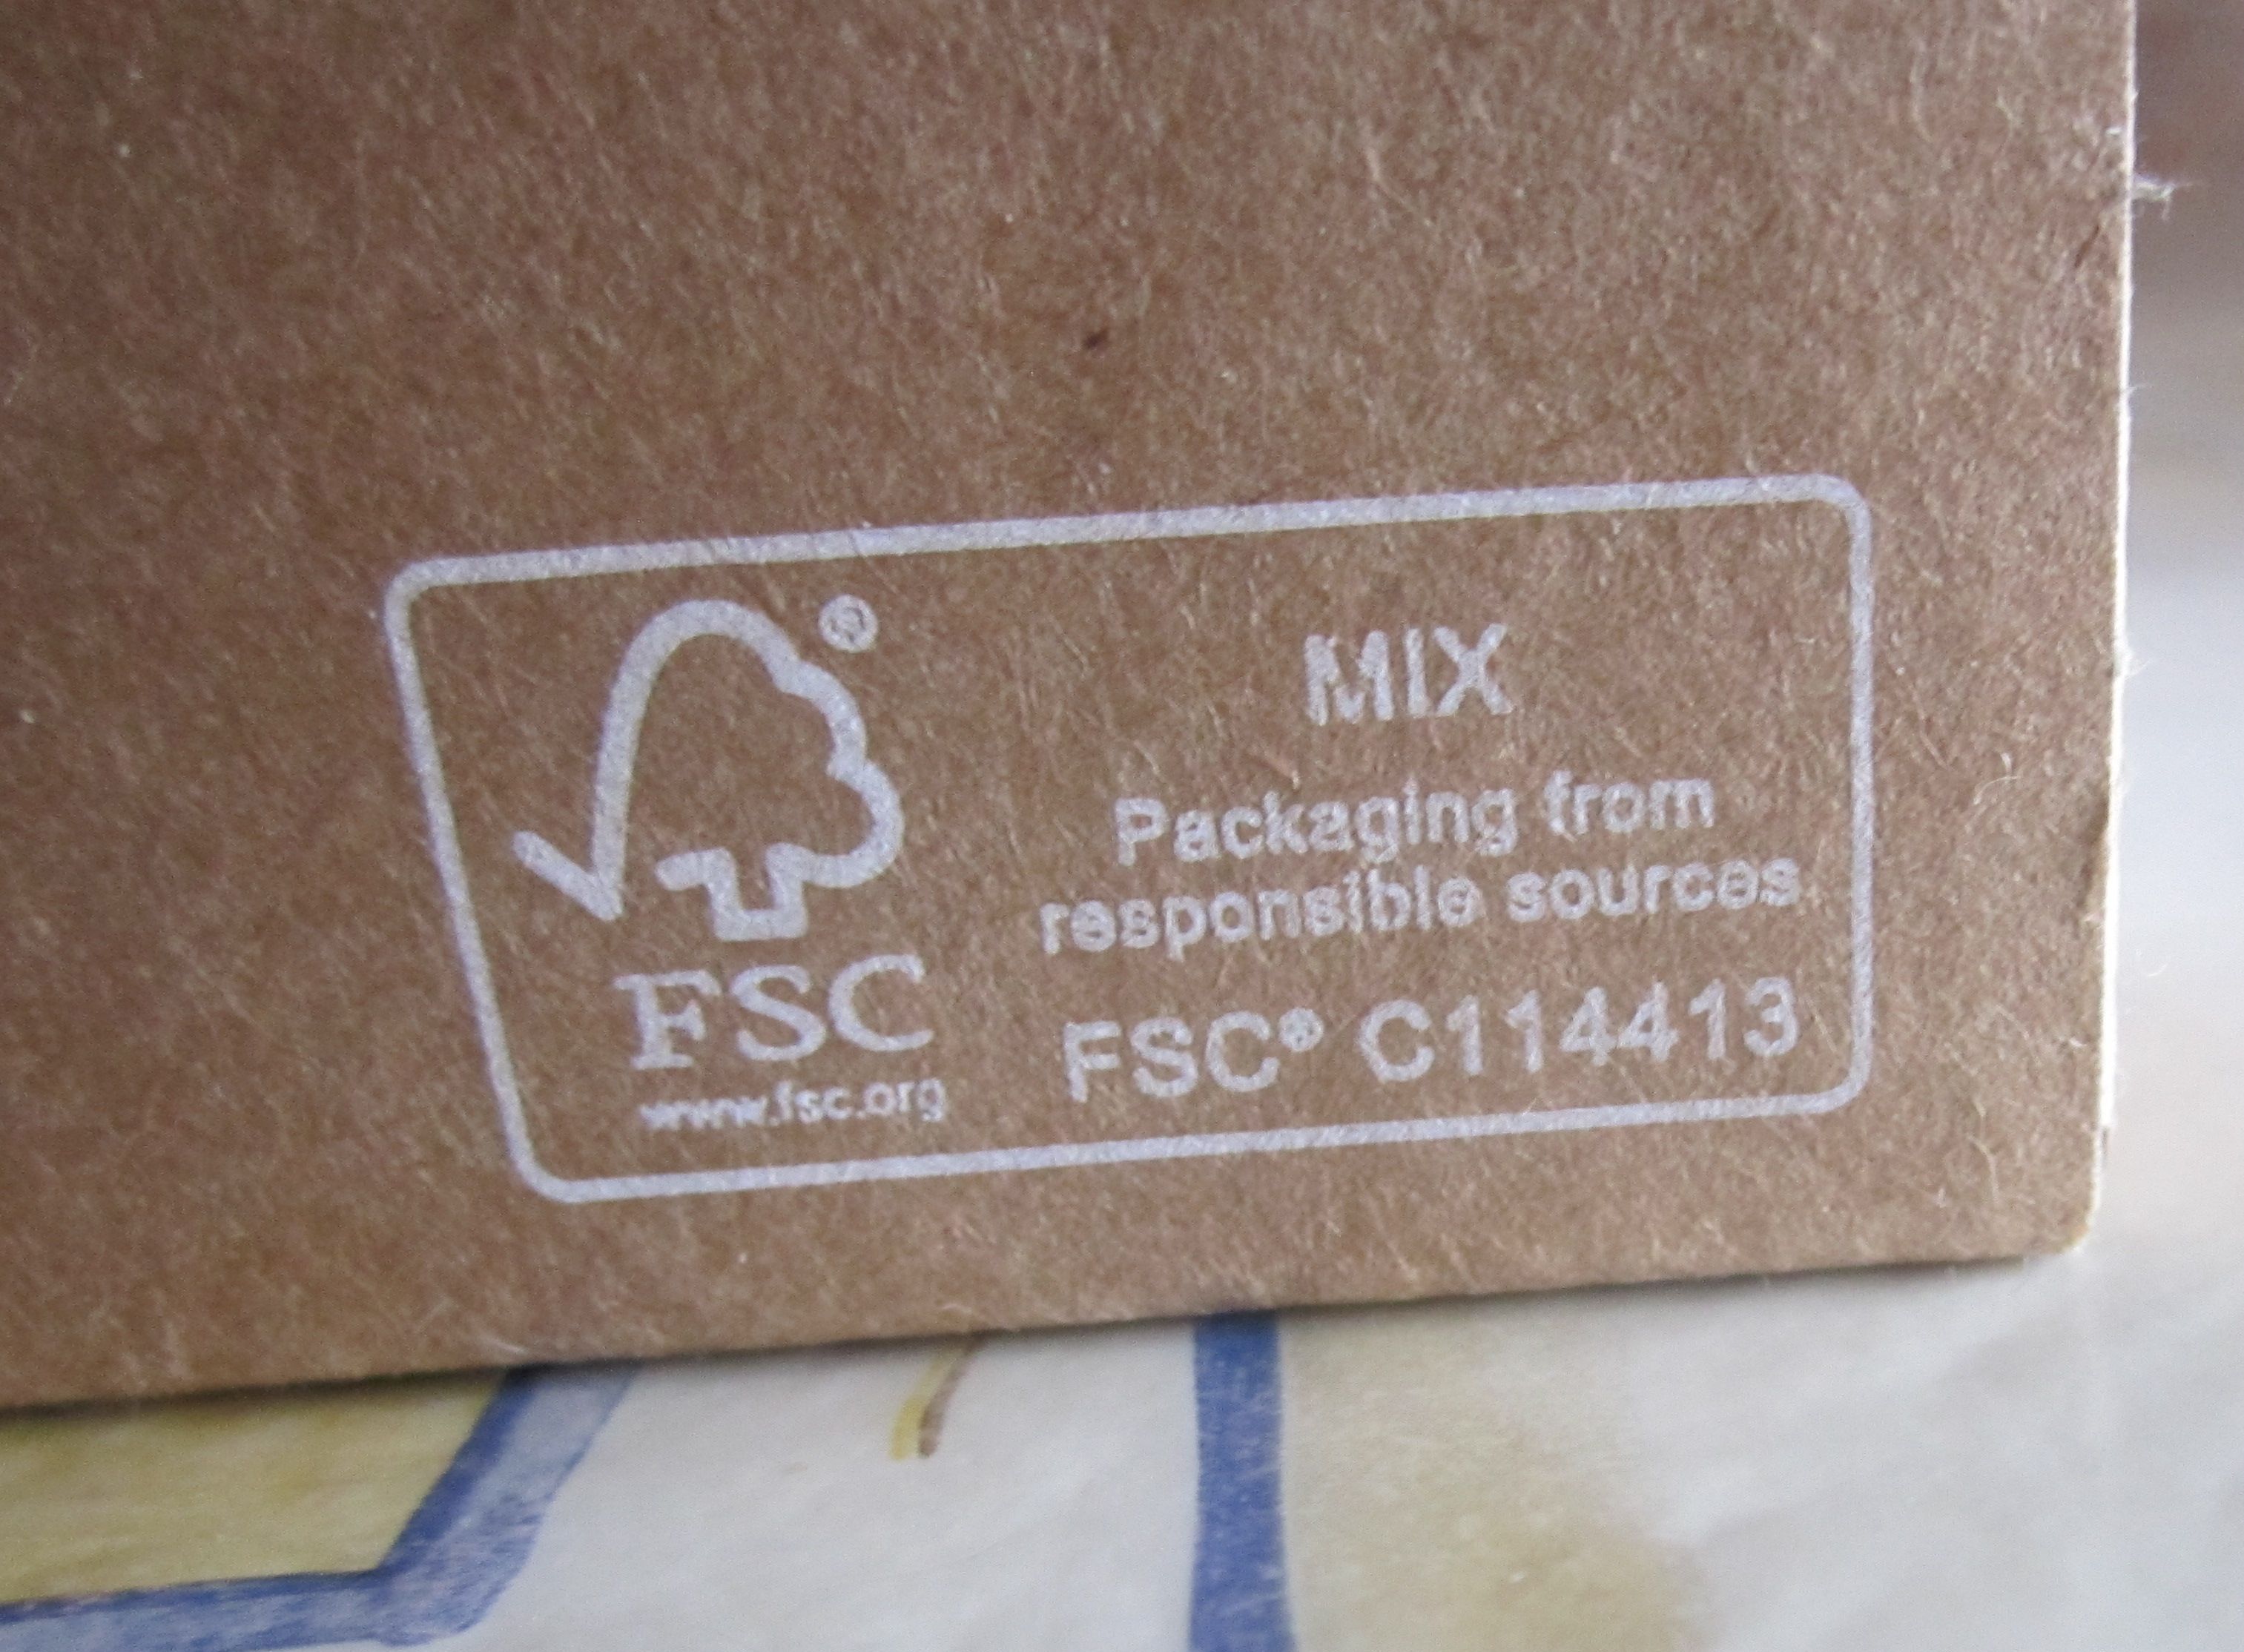 ®
FSC
www.fsc.org
MIX
Packaging from
responsible sources
FSC® C114413